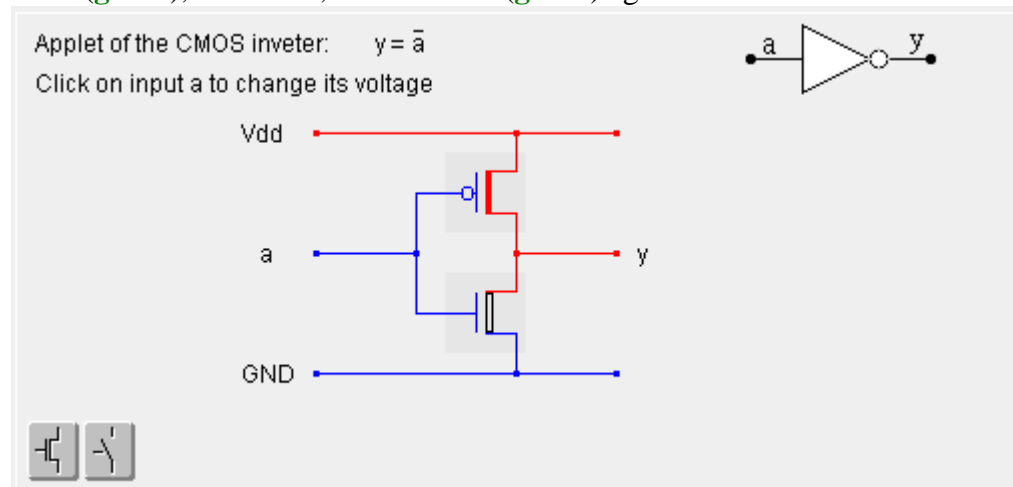 Applet of the CMOS inveter: y = a̅
Click on input a to change its voltage
a y
Vdd
a y
GND